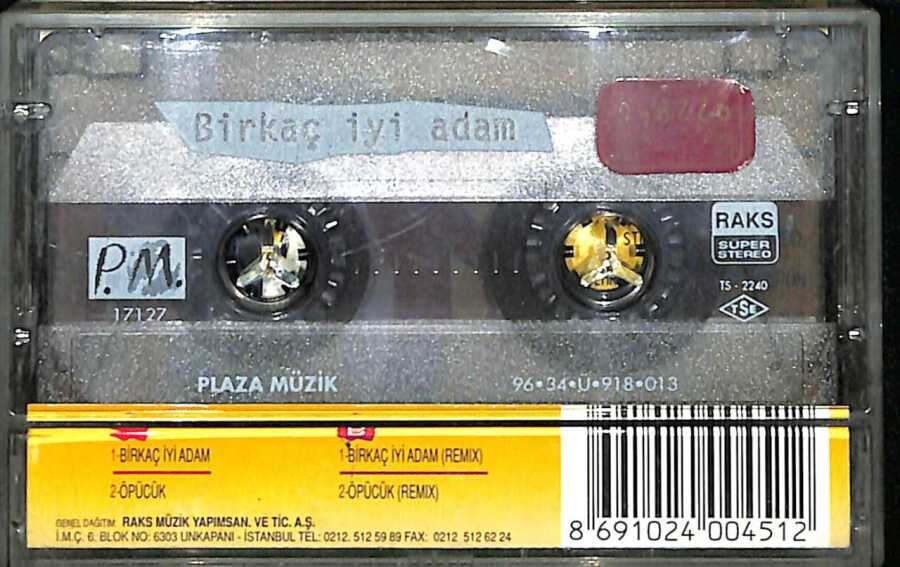 Birkaç iyi adam
RAKS
SÜPER
STEREO
P.M.
TS - 2240
TSE
17127
PLAZA MÜZİK
96•34•Ü•918•013
1-BİRKAÇ İYİ ADAM
1-BİRKAÇ İYİ ADAM (REMIX)
2-ÖPÜCÜK
2-ÖPÜCÜK (REMIX)
GENEL DAĞITIM: RAKS MÜZİK YAPIMSAN. VE TİC. A.Ş.
İ.M.Ç. 6. BLOK NO: 6303 UNKAPANI - İSTANBUL TEL: 0212. 512 59 89 FAX: 0212 512 62 24
8 691024 004512